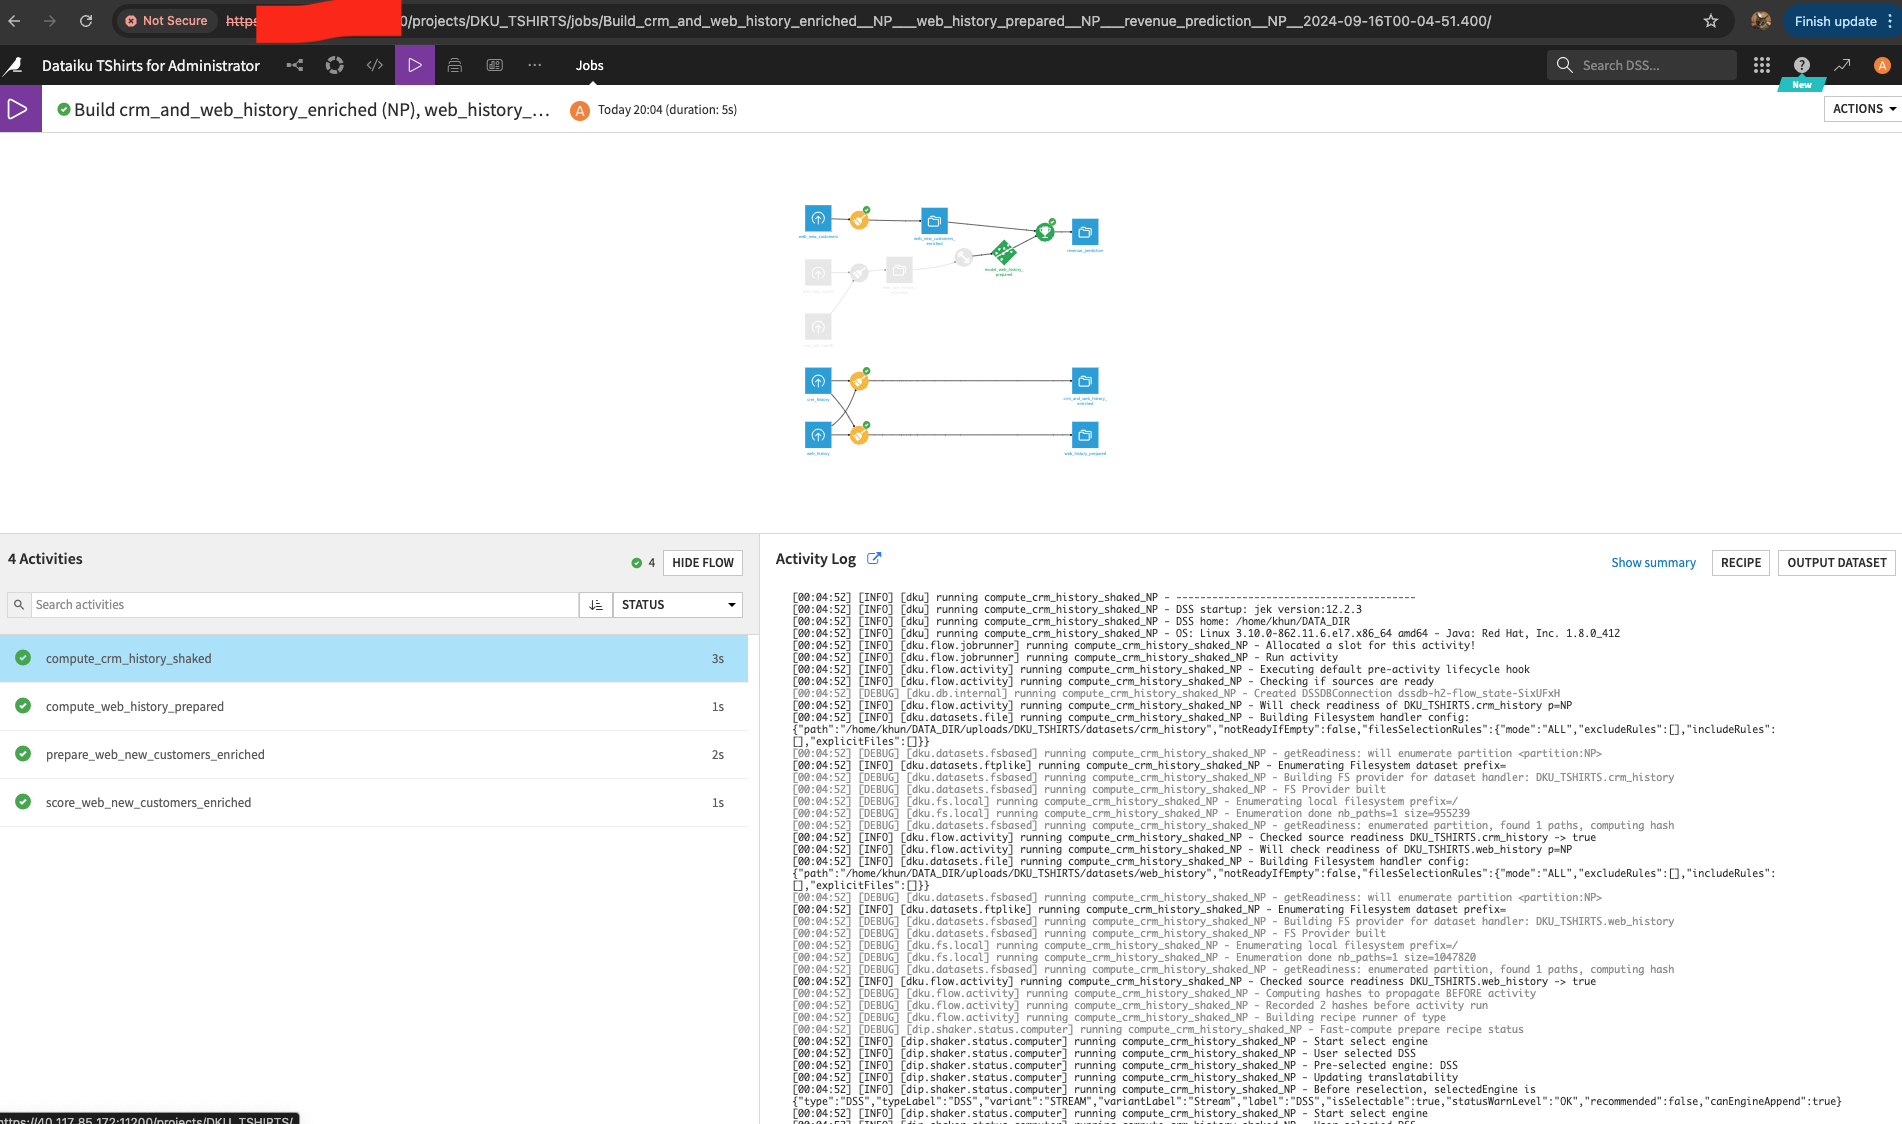 Not Secure
https
0/projects/DKU_TSHIRTS/jobs/Build_crm_and_web_history_enriched__NP___web_history_prepared__NP___revenue_prediction__NP__2024-09-16T00-04-51.400/
Finish update
Dataiku TShirts for Administrator
Jobs
Search DSS...
?
A
New
Build crm_and_web_history_enriched (NP), web_history_...
A
Today 20:04 (duration: 5s)
ACTIONS
web_new_customers
web_new_customers_
enriched
revenue_prediction
model_web_history_
prepared
crm_history
crm_and_web_history_
enriched
web_history
web_history_prepared
4 Activities
4
HIDE FLOW
Search activities
STATUS
compute_crm_history_shaked
3s
compute_web_history_prepared
1s
prepare_web_new_customers_enriched
2s
score_web_new_customers_enriched
1s
Activity Log
Show summary
RECIPE
OUTPUT DATASET
[00:04:52] [INFO] [dku] running compute_crm_history_shaked_NP - ----------------------------------------
[00:04:52] [INFO] [dku] running compute_crm_history_shaked_NP - DSS startup: jek version:12.2.3
[00:04:52] [INFO] [dku] running compute_crm_history_shaked_NP - DSS home: /home/khun/DATA_DIR
[00:04:52] [INFO] [dku] running compute_crm_history_shaked_NP - OS: Linux 3.10.0-862.11.6.el7.x86_64 amd64 - Java: Red Hat, Inc. 1.8.0_412
[00:04:52] [INFO] [dku.flow.jobrunner] running compute_crm_history_shaked_NP - Allocated a slot for this activity!
[00:04:52] [INFO] [dku.flow.activity] running compute_crm_history_shaked_NP - Run activity
[00:04:52] [INFO] [dku.flow.activity] running compute_crm_history_shaked_NP - Executing default pre-activity lifecycle hook
[00:04:52] [INFO] [dku.flow.activity] running compute_crm_history_shaked_NP - Checking if sources are ready
[00:04:52] [DEBUG] [dku.db.internal] running compute_crm_history_shaked_NP - Created DSSDBConnection dssdb-h2-flow_state-SixUFxH
[00:04:52] [INFO] [dku.flow.activity] running compute_crm_history_shaked_NP - Will check readiness of DKU_TSHIRTS.crm_history p=NP
[00:04:52] [INFO] [dku.datasets.file] running compute_crm_history_shaked_NP - Building Filesystem handler config:
{"path":"/home/khun/DATA_DIR/uploads/DKU_TSHIRTS/datasets/crm_history","notReadyIfEmpty":false,"filesSelectionRules":{"mode":"ALL","excludeRules":[],"includeRules":
[],"explicitFiles":[]}}
[00:04:52] [DEBUG] [dku.datasets.fsbased] running compute_crm_history_shaked_NP - getReadiness: will enumerate partition <partition:NP>
[00:04:52] [INFO] [dku.datasets.ftplike] running compute_crm_history_shaked_NP - Enumerating Filesystem dataset prefix=
[00:04:52] [DEBUG] [dku.datasets.fsbased] running compute_crm_history_shaked_NP - Building FS provider for dataset handler: DKU_TSHIRTS.crm_history
[00:04:52] [DEBUG] [dku.datasets.fsbased] running compute_crm_history_shaked_NP - FS Provider built
[00:04:52] [DEBUG] [dku.fs.local] running compute_crm_history_shaked_NP - Enumerating local filesystem prefix=/
[00:04:52] [DEBUG] [dku.fs.local] running compute_crm_history_shaked_NP - Enumeration done nb_paths=1 size=955239
[00:04:52] [DEBUG] [dku.datasets.fsbased] running compute_crm_history_shaked_NP - getReadiness: enumerated partition, found 1 paths, computing hash
[00:04:52] [INFO] [dku.flow.activity] running compute_crm_history_shaked_NP - Checked source readiness DKU_TSHIRTS.crm_history -> true
[00:04:52] [INFO] [dku.flow.activity] running compute_crm_history_shaked_NP - Will check readiness of DKU_TSHIRTS.web_history p=NP
[00:04:52] [INFO] [dku.datasets.file] running compute_crm_history_shaked_NP - Building Filesystem handler config:
{"path":"/home/khun/DATA_DIR/uploads/DKU_TSHIRTS/datasets/web_history","notReadyIfEmpty":false,"filesSelectionRules":{"mode":"ALL","excludeRules":[],"includeRules":
[],"explicitFiles":[]}}
[00:04:52] [DEBUG] [dku.datasets.fsbased] running compute_crm_history_shaked_NP - getReadiness: will enumerate partition <partition:NP>
[00:04:52] [INFO] [dku.datasets.ftplike] running compute_crm_history_shaked_NP - Enumerating Filesystem dataset prefix=
[00:04:52] [DEBUG] [dku.datasets.fsbased] running compute_crm_history_shaked_NP - Building FS provider for dataset handler: DKU_TSHIRTS.web_history
[00:04:52] [DEBUG] [dku.datasets.fsbased] running compute_crm_history_shaked_NP - FS Provider built
[00:04:52] [DEBUG] [dku.fs.local] running compute_crm_history_shaked_NP - Enumerating local filesystem prefix=/
[00:04:52] [DEBUG] [dku.fs.local] running compute_crm_history_shaked_NP - Enumeration done nb_paths=1 size=1047820
[00:04:52] [DEBUG] [dku.datasets.fsbased] running compute_crm_history_shaked_NP - getReadiness: enumerated partition, found 1 paths, computing hash
[00:04:52] [INFO] [dku.flow.activity] running compute_crm_history_shaked_NP - Checked source readiness DKU_TSHIRTS.web_history -> true
[00:04:52] [DEBUG] [dku.flow.activity] running compute_crm_history_shaked_NP - Computing hashes to propagate BEFORE activity
[00:04:52] [DEBUG] [dku.flow.activity] running compute_crm_history_shaked_NP - Recorded 2 hashes before activity run
[00:04:52] [DEBUG] [dku.flow.activity] running compute_crm_history_shaked_NP - Building recipe runner of type
[00:04:52] [DEBUG] [dip.shaker.status.computer] running compute_crm_history_shaked_NP - Fast-compute prepare recipe status
[00:04:52] [INFO] [dip.shaker.status.computer] running compute_crm_history_shaked_NP - Start select engine
[00:04:52] [INFO] [dip.shaker.status.computer] running compute_crm_history_shaked_NP - User selected DSS
[00:04:52] [INFO] [dip.shaker.status.computer] running compute_crm_history_shaked_NP - Pre-selected engine: DSS
[00:04:52] [INFO] [dip.shaker.status.computer] running compute_crm_history_shaked_NP - Updating translatability
[00:04:52] [INFO] [dip.shaker.status.computer] running compute_crm_history_shaked_NP - Before reselection, selectedEngine is
{"type":"DSS","typeLabel":"DSS","variant":"STREAM","variantLabel":"Stream","label":"DSS","isSelectable":true,"statusWarnLevel":"OK","recommended":false,"canEngineAppend":true}
[00:04:52] [INFO] [dip.shaker.status.computer] running compute_crm_history_shaked_NP - Start select engine
https://40.117.85.172:11200/projects/DKU_TSHIRTS/